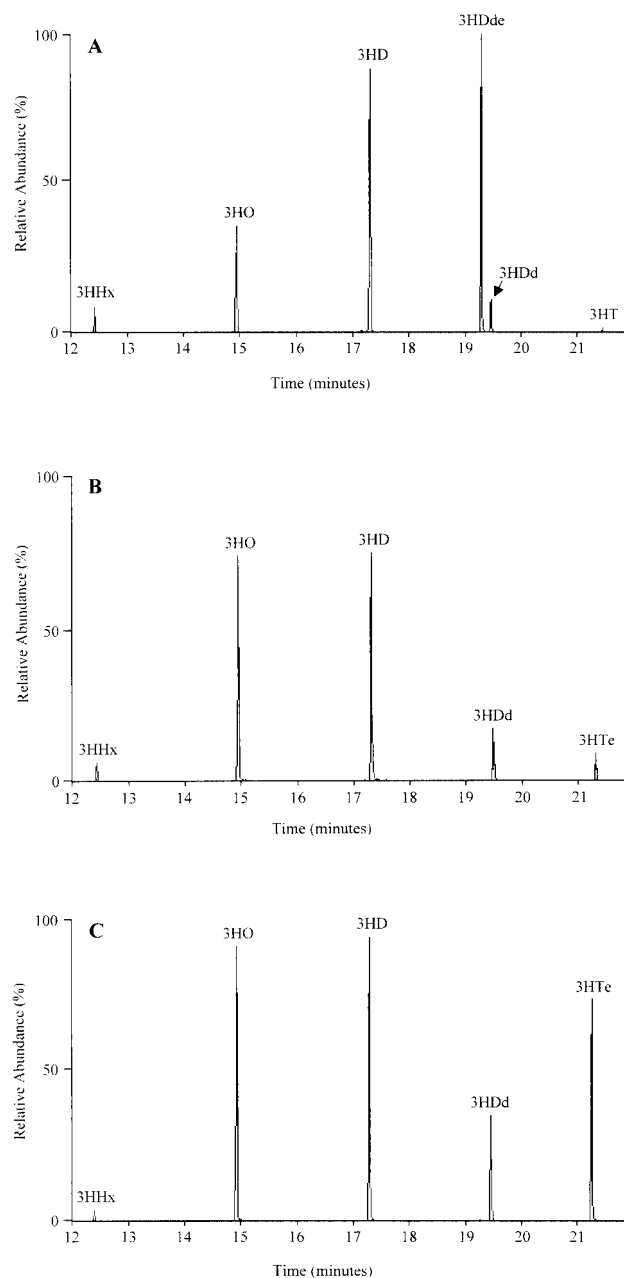 A
Relative Abundance (%)
100
50
0
3HHx
3HO
3HD
3HDde
3HDd
3HT
12 13 14 15 16 17 18 19 20 21
Time (minutes)
B
Relative Abundance (%)
100
50
0
3HHx
3HO
3HD
3HDd
3HTe
12 13 14 15 16 17 18 19 20 21
Time (minutes)
C
Relative Abundance (%)
100
50
0
3HHx
3HO
3HD
3HDd
3HTe
12 13 14 15 16 17 18 19 20 21
Time (minutes)